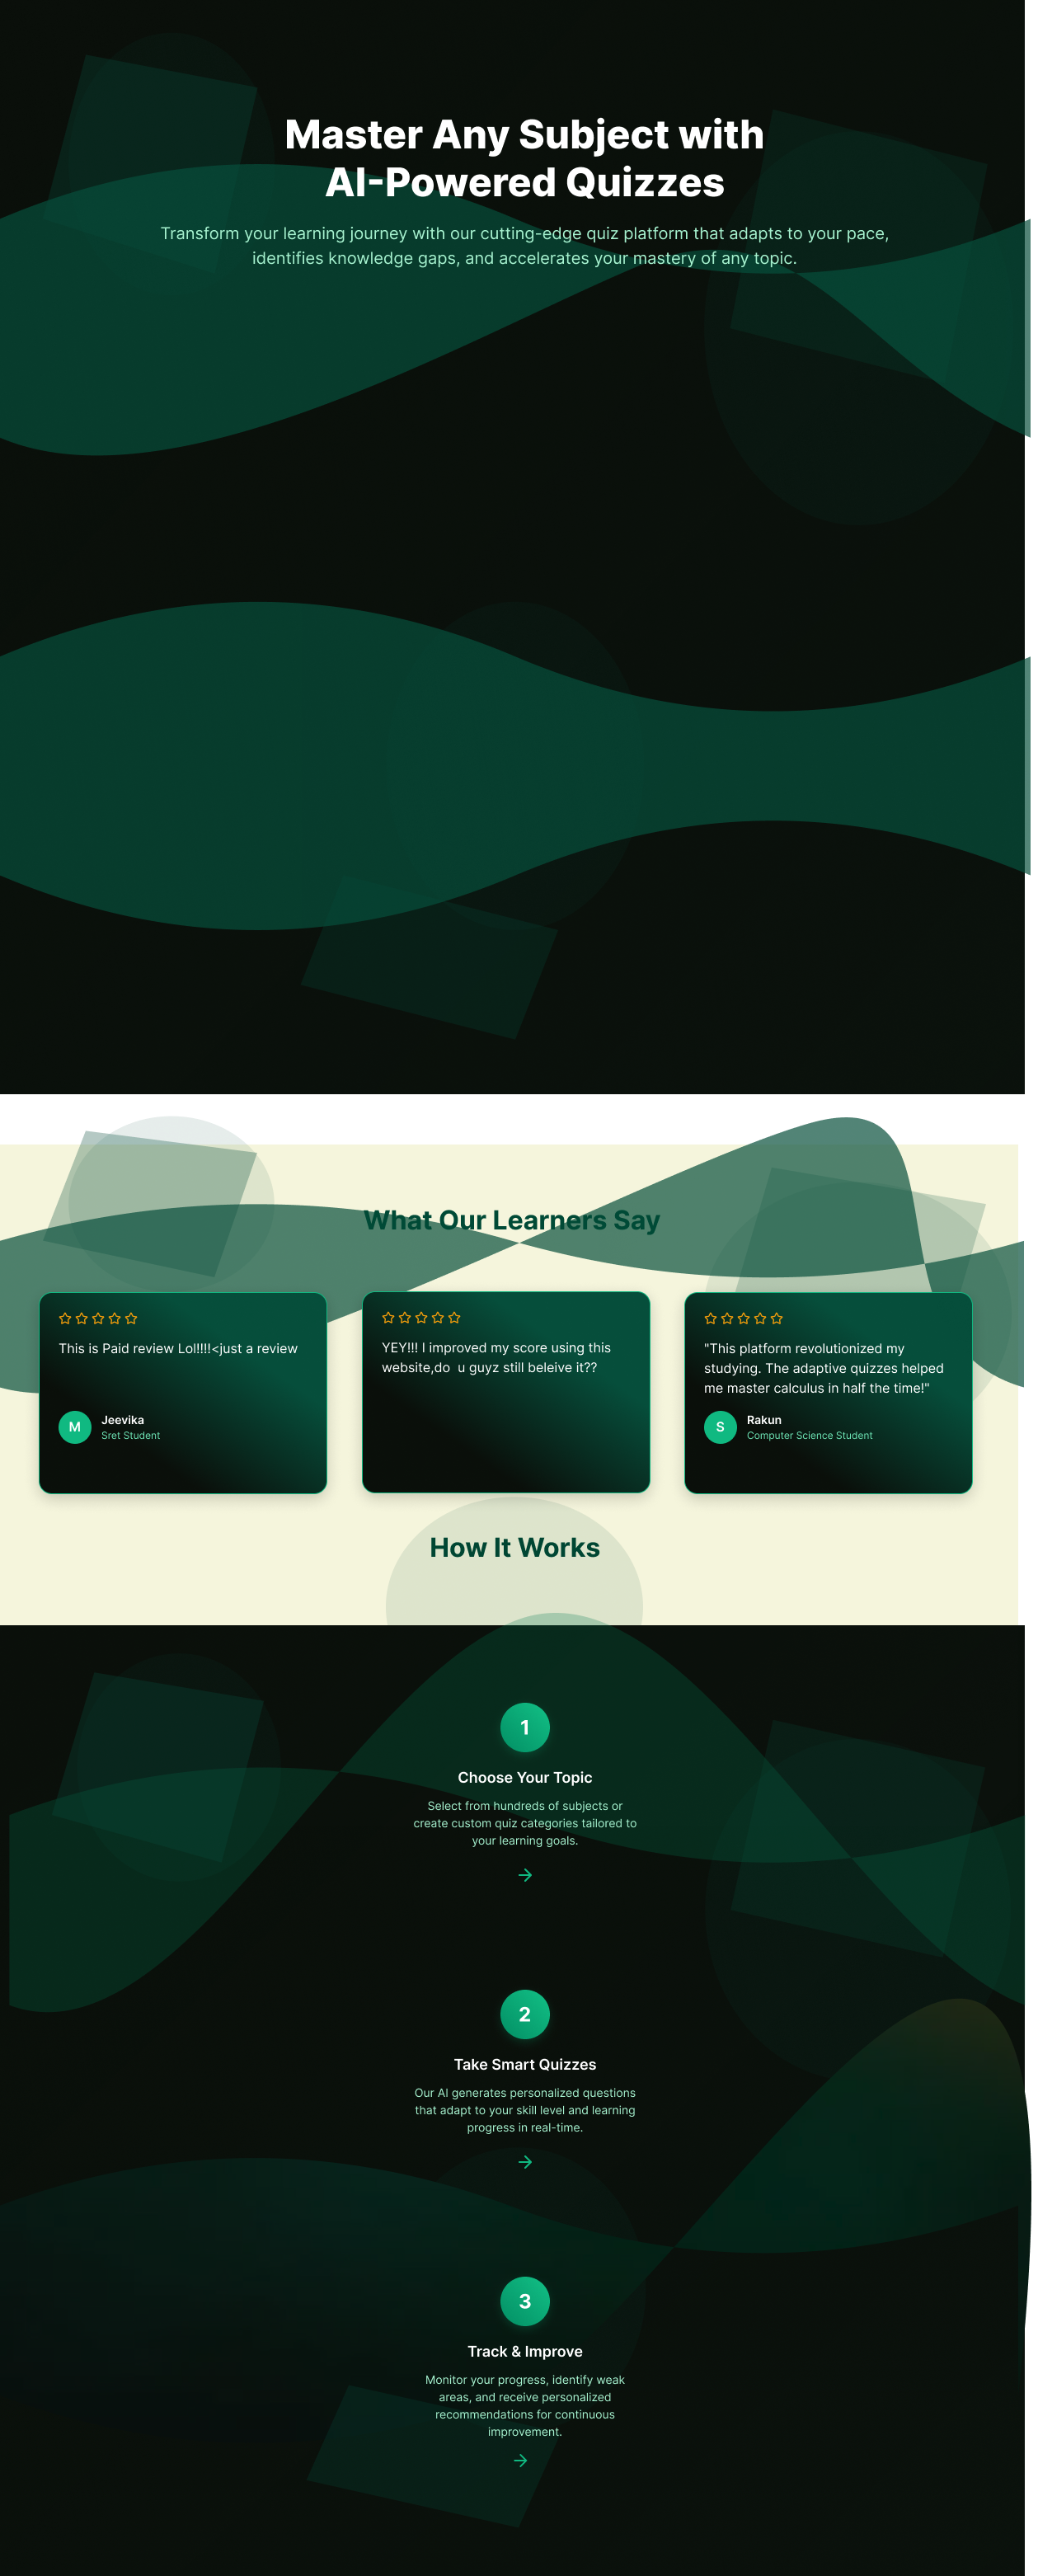 Master Any Subject with
AI-Powered Quizzes
Transform your learning journey with our cutting-edge quiz platform that adapts to your pace,
identifies knowledge gaps, and accelerates your mastery of any topic.
What Our Learners Say
This is Paid review Lol!!!!<just a review
M
Jeevika
Sret Student
YEY!!! I improved my score using this
website,do  u guyz still beleive it??
"This platform revolutionized my
studying. The adaptive quizzes helped
me master calculus in half the time!"
S
Rakun
Computer Science Student
How It Works
1
Choose Your Topic
Select from hundreds of subjects or
create custom quiz categories tailored to
your learning goals.
2
Take Smart Quizzes
Our AI generates personalized questions
that adapt to your skill level and learning
progress in real-time.
3
Track & Improve
Monitor your progress, identify weak
areas, and receive personalized
recommendations for continuous
improvement.